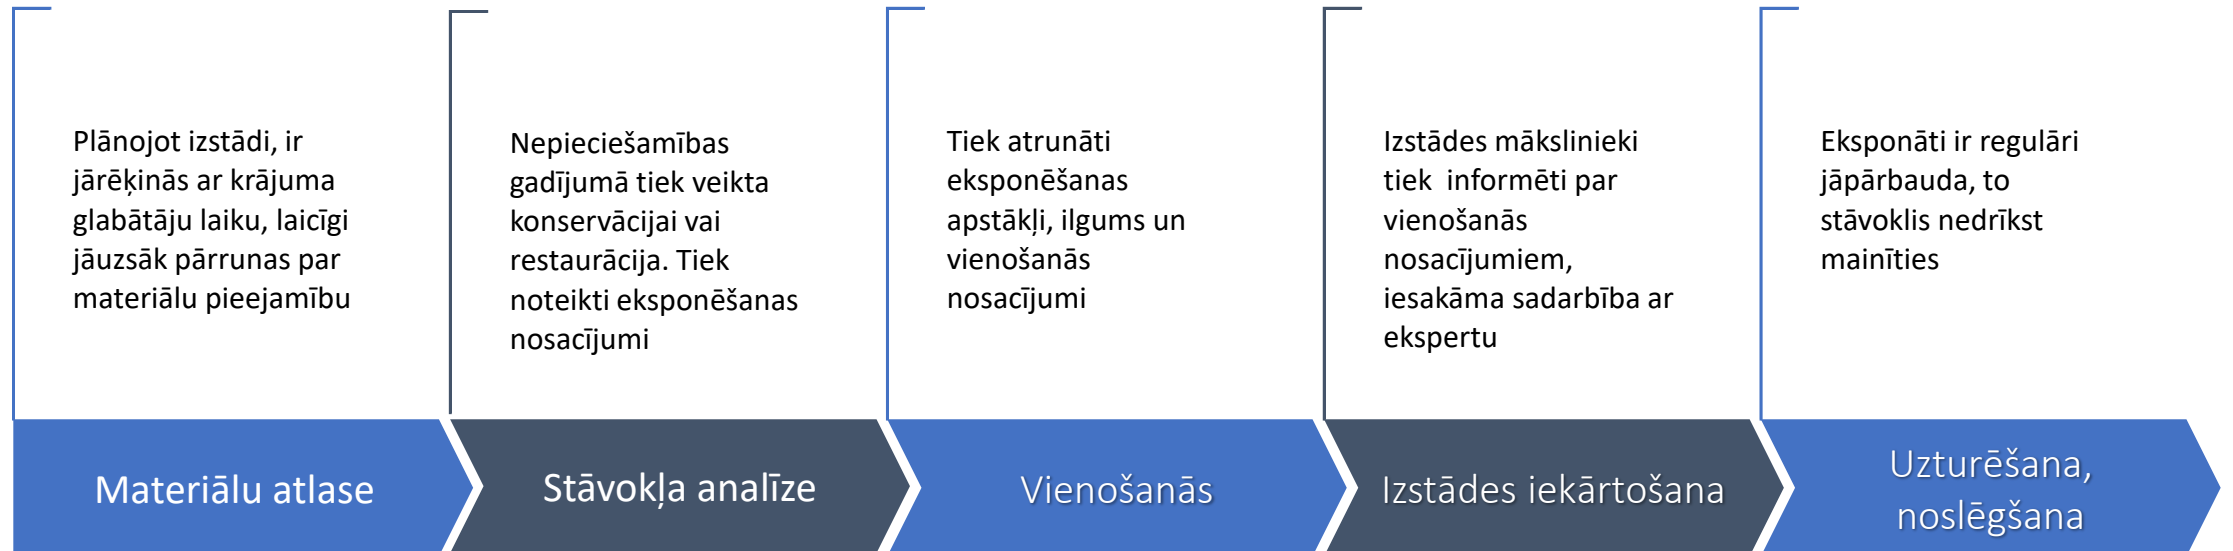 Plānojot izstādi, ir
jārēķinās ar krājuma
glabātāju laiku, laicīgi
jāuzsāk pārrunas par
materiālu pieejamību
Nepieciešamības
gadījumā tiek veikta
konservācijai vai
restaurācija. Tiek
noteikti eksponēšanas
nosacījumi
Tiek atrunāti
eksponēšanas
apstākļi, ilgums un
vienošanās
nosacījumi
Izstādes mākslinieki
tiek  informēti par
vienošanās
nosacījumiem,
iesakāma sadarbība ar
ekspertu
Eksponāti ir regulāri
jāpārbauda, to
stāvoklis nedrīkst
mainīties
Materiālu atlase
Stāvokļa analīze
Vienošanās
Izstādes iekārtošana
Uzturēšana,
noslēgšana